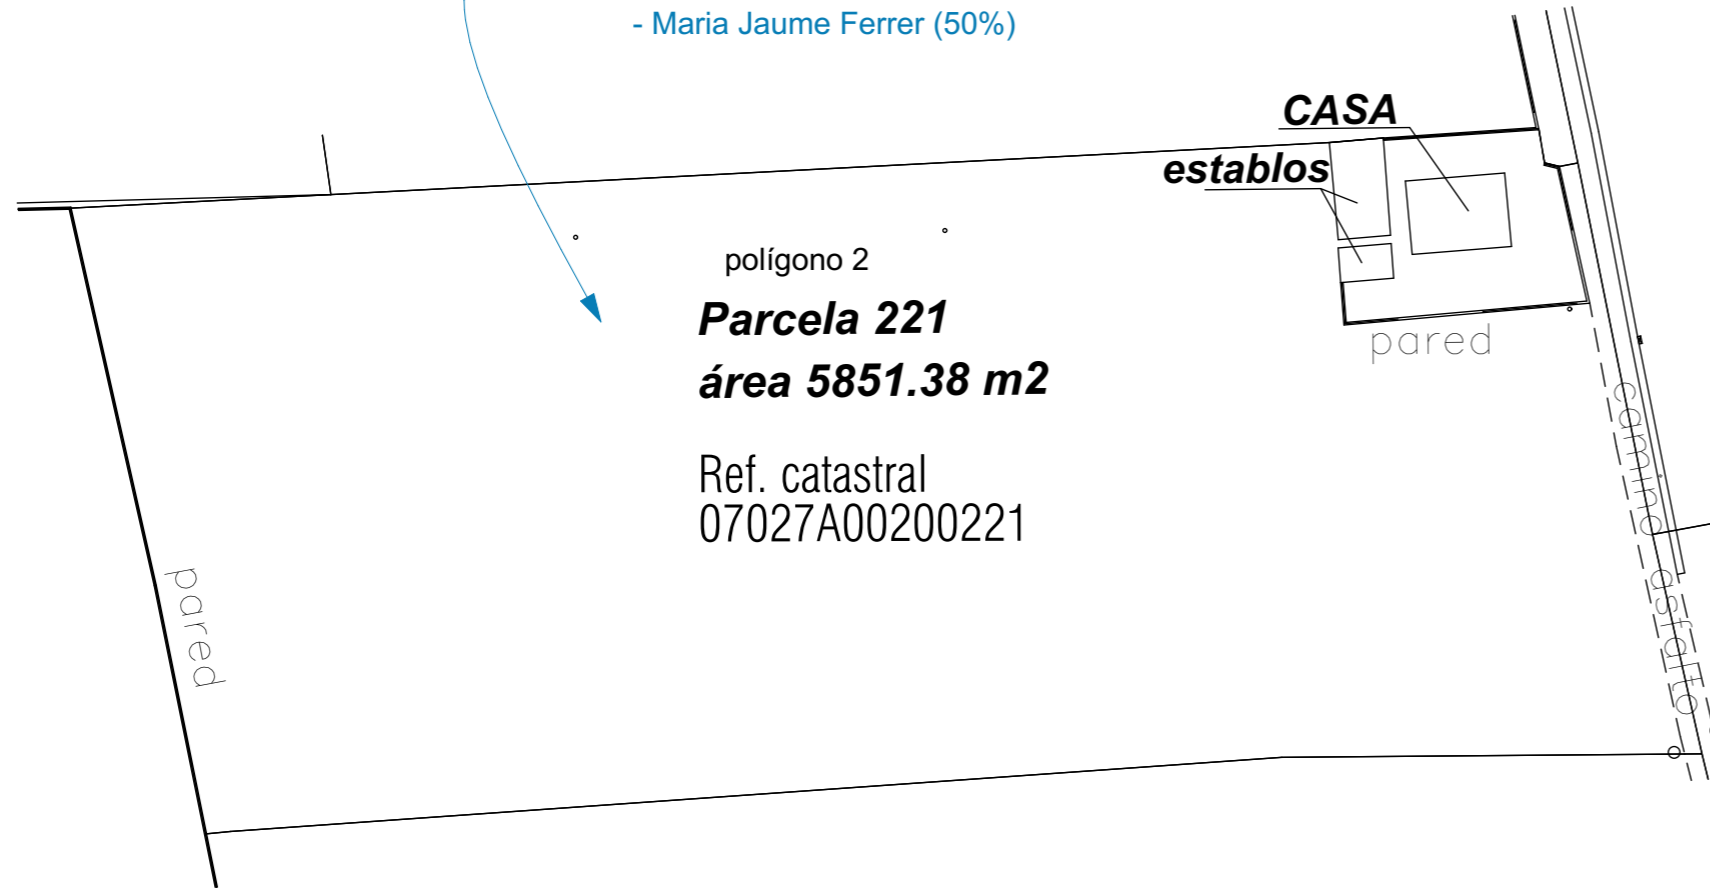 - Maria Jaume Ferrer (50%)
CASA
establos
polígono 2
Parcela 221
área 5851.38 m2
pared
Ref. catastral
07027A00200221
camino asfalto
pared